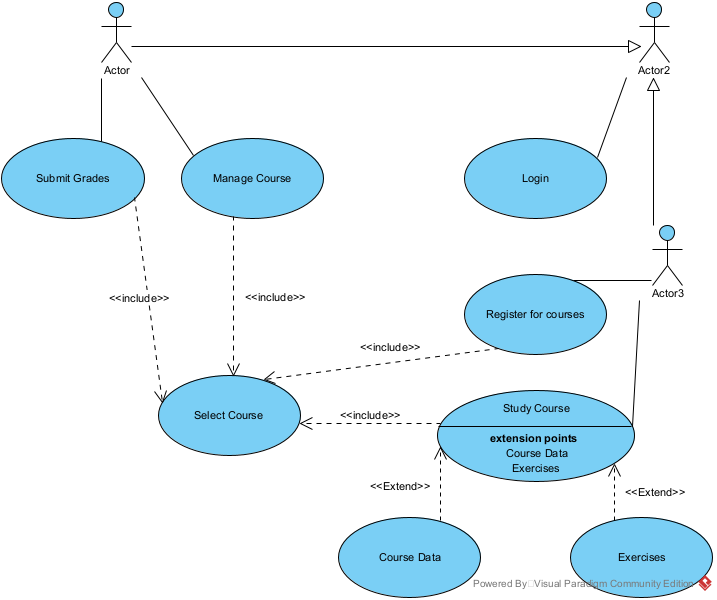 Actor
Actor2
Submit Grades
Manage Course
Login
Actor3
<<include>>
<<include>>
Register for courses
<<include>>
Select Course
<<include>>
Study Course
extension points
Course Data
Exercises
<<Extend>>
<<Extend>>
Course Data
Exercises
Powered By Visual Paradigm Community Edition